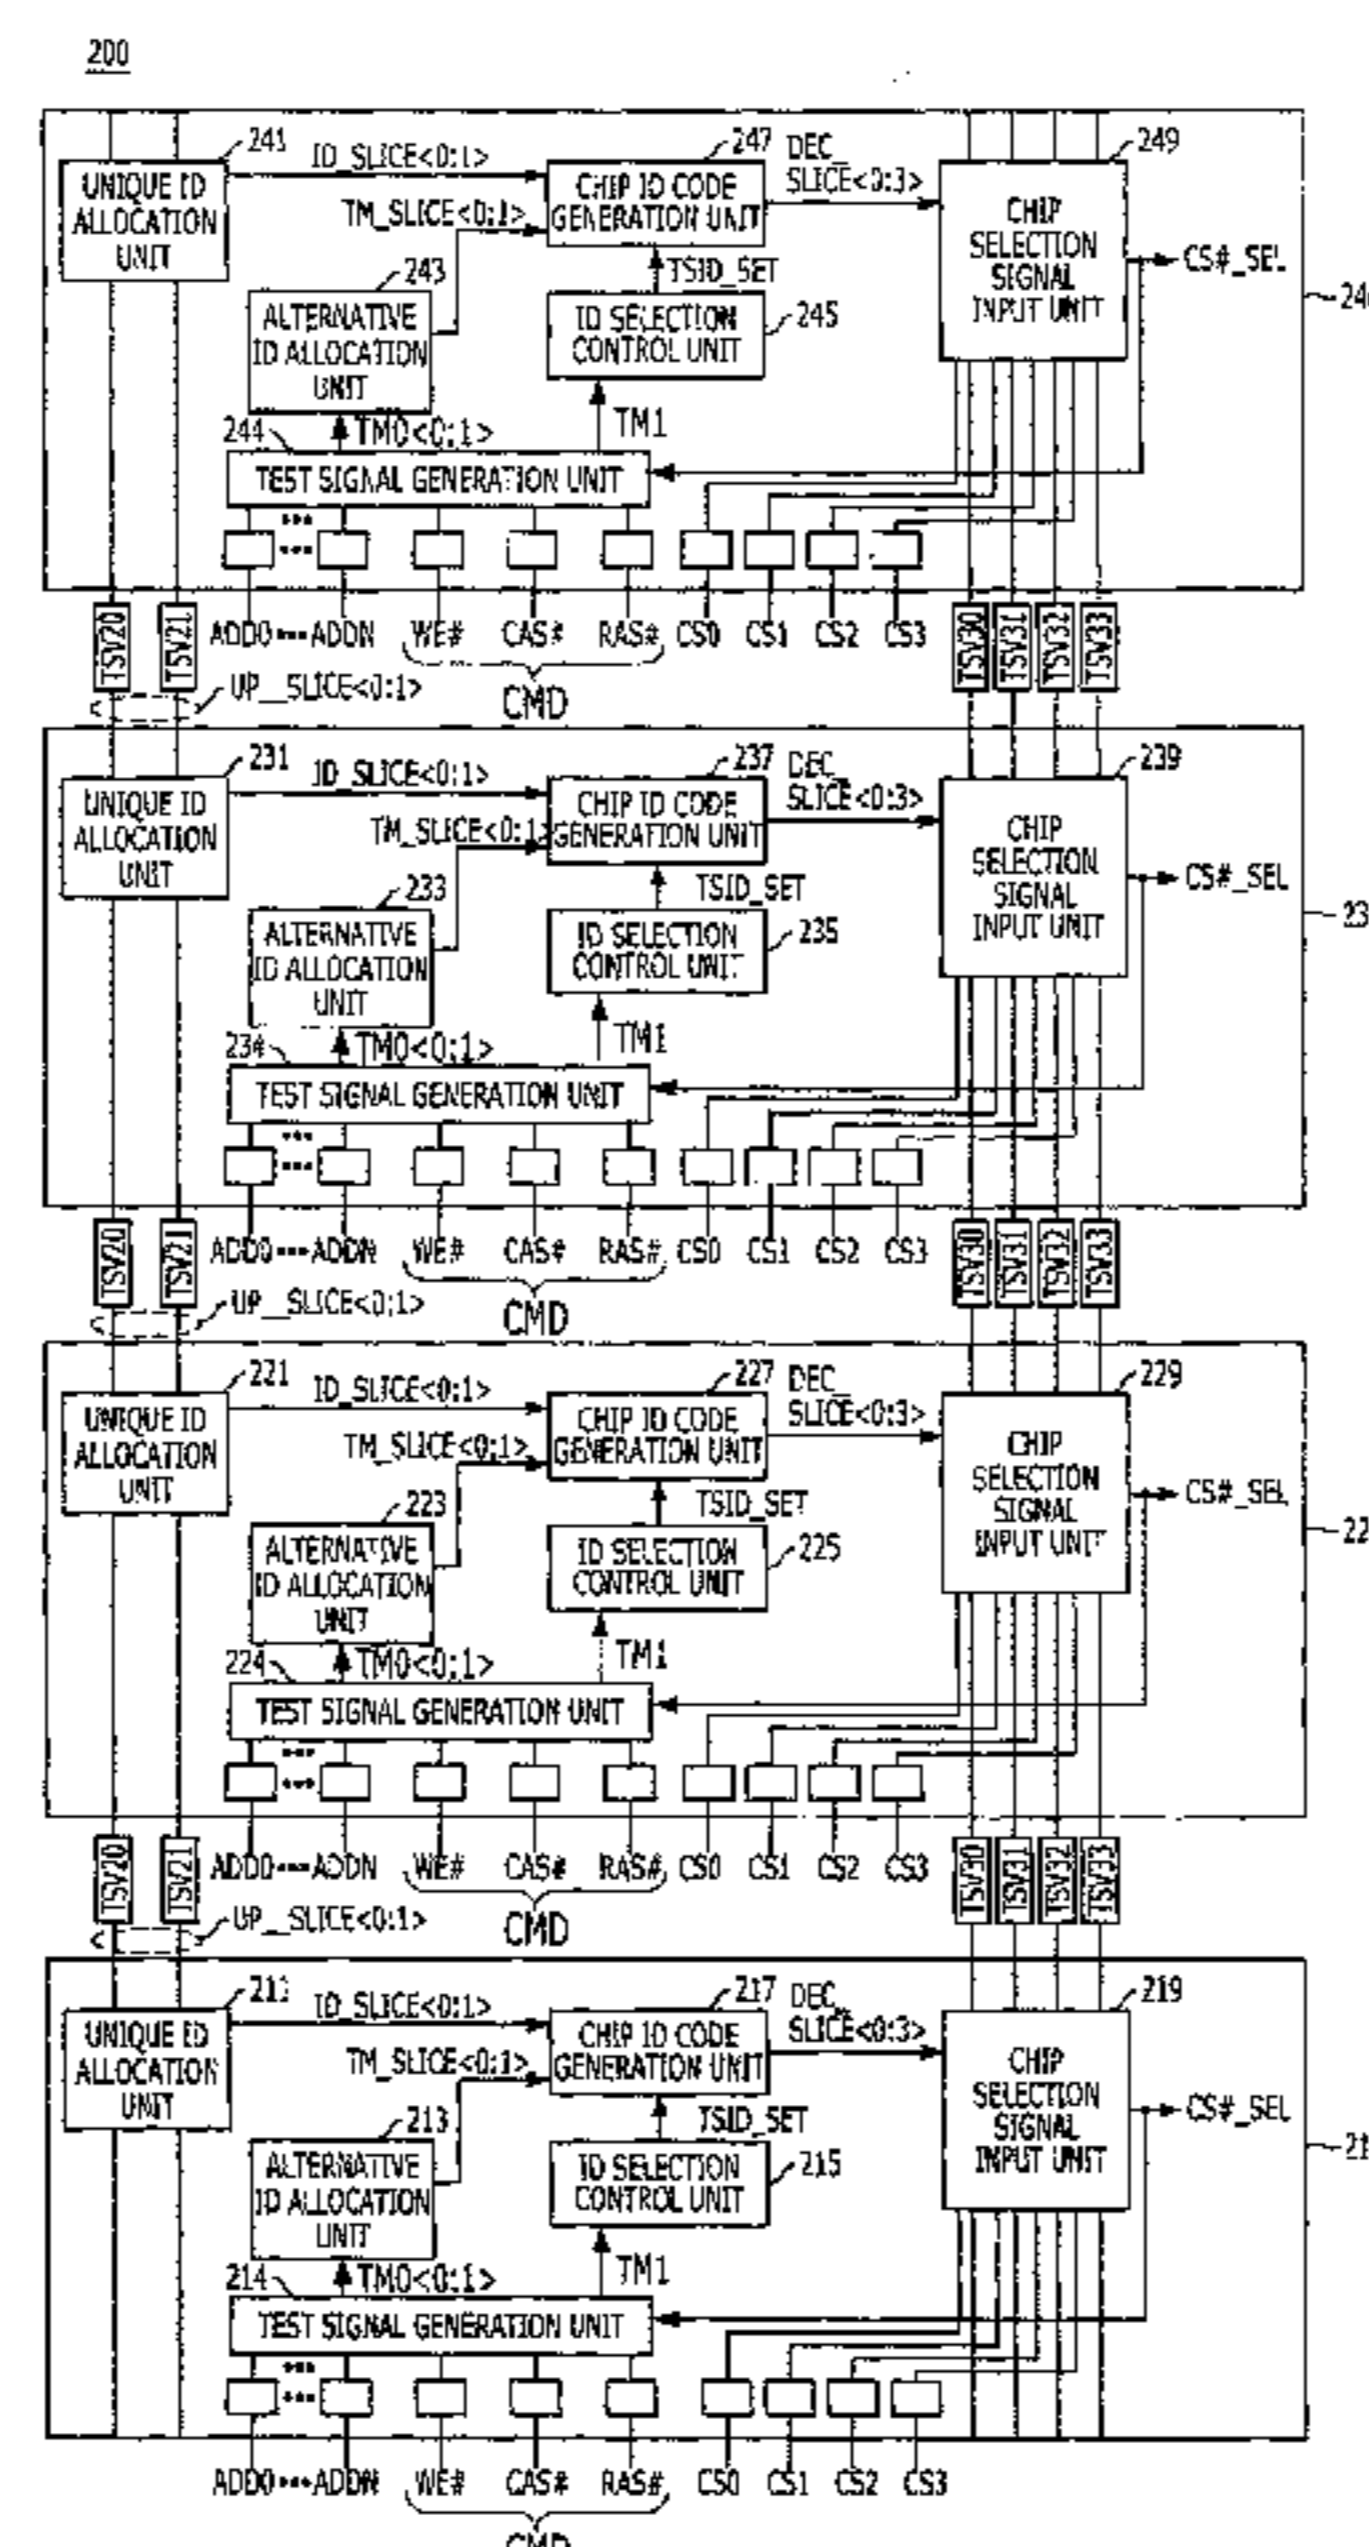 200
241
ID_SLICE<0:1>
247
DEC_
SLICE<0:3>
249
UNIQUE ID
ALLOCATION
UNIT
CHIP ID CODE
GENERATION UNIT
CHIP
SELECTION
SIGNAL
INPUT UNIT
TM_SLICE<0:1>
CS#_SEL
243
TSID_SET
ALTERNATIVE
ID ALLOCATION
UNIT
ID SELECTION
CONTROL UNIT
245
244
TM0<0:1>
TM1
TEST SIGNAL GENERATION UNIT
TSV20
TSV21
ADD0 ... ADDN
WE#
CAS#
RAS#
CS0
CS1
CS2
CS3
TSV30
TSV31
TSV32
TSV33
UP_SLICE<0:1>
CMD
231
ID_SLICE<0:1>
237
DEC_
SLICE<0:3>
239
UNIQUE ID
ALLOCATION
UNIT
CHIP ID CODE
GENERATION UNIT
CHIP
SELECTION
SIGNAL
INPUT UNIT
TM_SLICE<0:1>
CS#_SEL
233
TSID_SET
23
ALTERNATIVE
ID ALLOCATION
UNIT
ID SELECTION
CONTROL UNIT
235
234
TM0<0:1>
TM1
TEST SIGNAL GENERATION UNIT
TSV20
TSV21
ADD0 ... ADDN
WE#
CAS#
RAS#
CS0
CS1
CS2
CS3
TSV30
TSV31
TSV32
TSV33
UP_SLICE<0:1>
CMD
221
ID_SLICE<0:1>
227
DEC_
SLICE<0:3>
229
UNIQUE ID
ALLOCATION
UNIT
CHIP ID CODE
GENERATION UNIT
CHIP
SELECTION
SIGNAL
INPUT UNIT
TM_SLICE<0:1>
CS#_SEL
223
TSID_SET
22
ALTERNATIVE
ID ALLOCATION
UNIT
ID SELECTION
CONTROL UNIT
225
224
TM0<0:1>
TM1
TEST SIGNAL GENERATION UNIT
TSV20
TSV21
ADD0 ... ADDN
WE#
CAS#
RAS#
CS0
CS1
CS2
CS3
TSV30
TSV31
TSV32
TSV33
UP_SLICE<0:1>
CMD
211
ID_SLICE<0:1>
217
DEC_
SLICE<0:3>
219
UNIQUE ID
ALLOCATION
UNIT
CHIP ID CODE
GENERATION UNIT
CHIP
SELECTION
SIGNAL
INPUT UNIT
TM_SLICE<0:1>
CS#_SEL
213
TSID_SET
21
ALTERNATIVE
ID ALLOCATION
UNIT
ID SELECTION
CONTROL UNIT
215
214
TM0<0:1>
TM1
TEST SIGNAL GENERATION UNIT
ADD0 ... ADDN
WE#
CAS#
RAS#
CS0
CS1
CS2
CS3
CMD